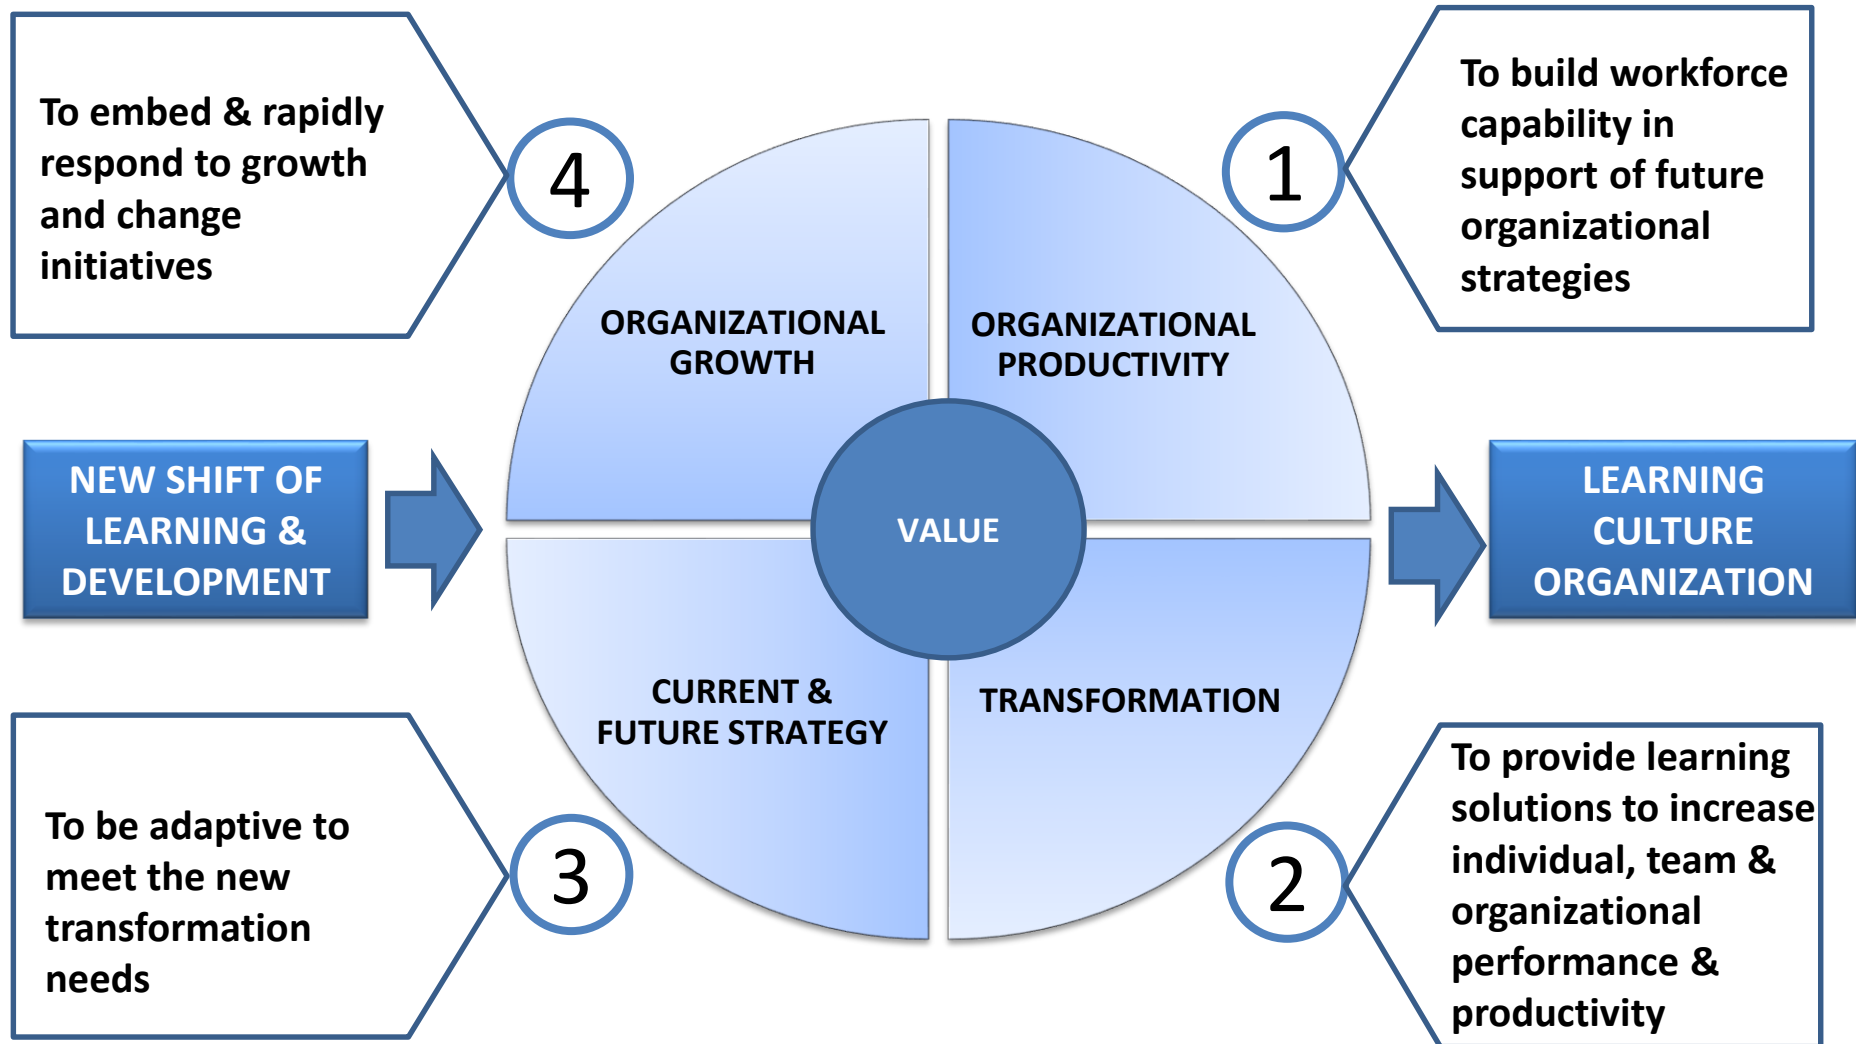 To embed & rapidly
respond to growth
and change
initiatives
4
1
To build workforce
capability in
support of future
organizational
strategies
ORGANIZATIONAL
GROWTH
ORGANIZATIONAL
PRODUCTIVITY
NEW SHIFT OF
LEARNING &
DEVELOPMENT
VALUE
LEARNING
CULTURE
ORGANIZATION
CURRENT &
FUTURE STRATEGY
TRANSFORMATION
To be adaptive to
meet the new
transformation
needs
3
2
To provide learning
solutions to increase
individual, team &
organizational
performance &
productivity